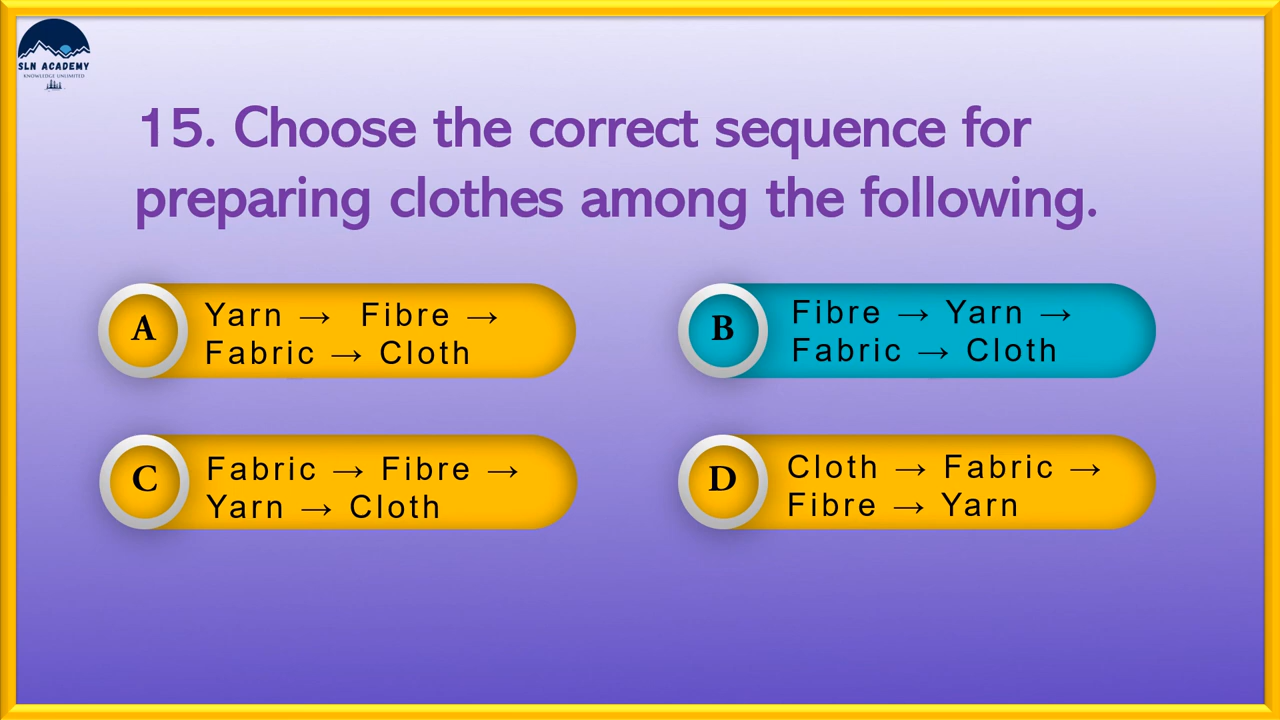 SLN ACADEMY
KNOWLEDGE UNLIMITED
15. Choose the correct sequence for
preparing clothes among the following.
A
Yarn → Fibre →
Fabric → Cloth
B
Fibre → Yarn →
Fabric → Cloth
C
Fabric → Fibre →
Yarn → Cloth
D
Cloth → Fabric →
Fibre → Yarn